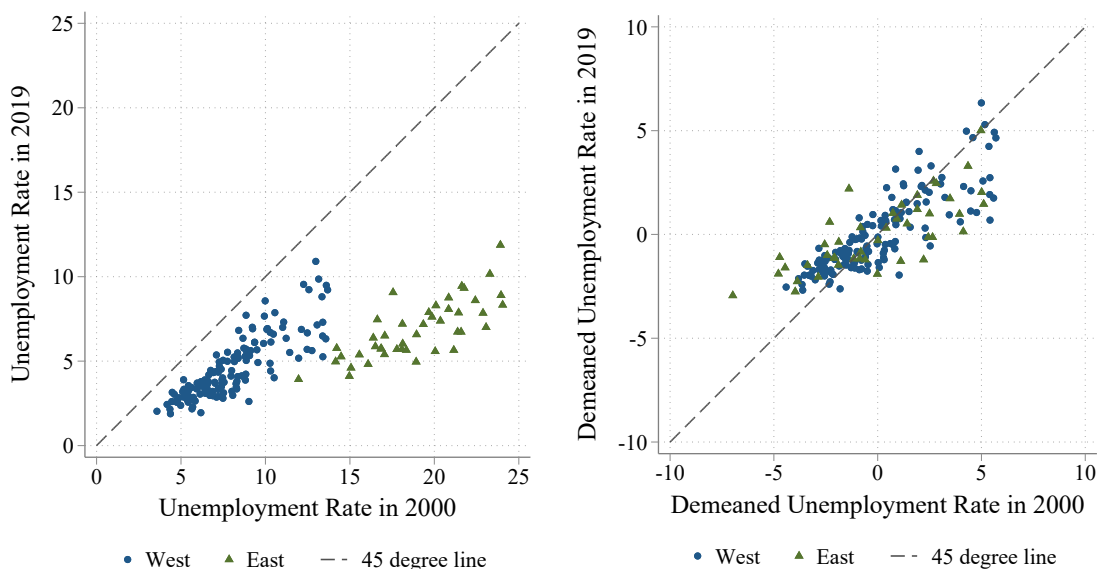 Unemployment Rate in 2019
25
20
15
10
5
0
0 5 10 15 20 25
Unemployment Rate in 2000
West East 45 degree line
Demeaned Unemployment Rate in 2019
10
5
0
-5
-10
-10 -5 0 5 10
Demeaned Unemployment Rate in 2000
West East 45 degree line